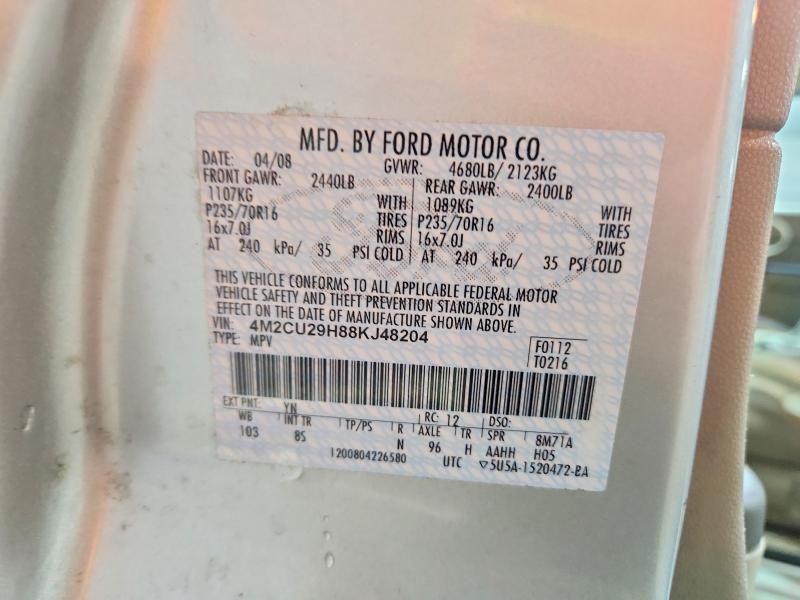 MFD. BY FORD MOTOR CO.
DATE: 04/08 GVWR: 4680LB/ 2123KG
FRONT GAWR: 2440LB REAR GAWR: 2400LB
1107KG WITH 1089KG WITH
P235/70R16 TIRES P235/70R16 TIRES
16x7.0J RIMS 16x7.0J RIMS
AT 240 kPa/ 35 PSI COLD AT 240 kPa/ 35 PSI COLD
THIS VEHICLE CONFORMS TO ALL APPLICABLE FEDERAL MOTOR
VEHICLE SAFETY AND THEFT PREVENTION STANDARDS IN
EFFECT ON THE DATE OF MANUFACTURE SHOWN ABOVE.
VIN: 4M2CU29H88KJ48204
TYPE: MPV F0112
T0216
EXT PNT: YN RC: 12 DSO:
WB INT TR TP/PS R AXLE TR SPR 8M71A
103 8S N 96 H AAHH H05
1200804226580 UTC ▽5U5A-1520472-BA